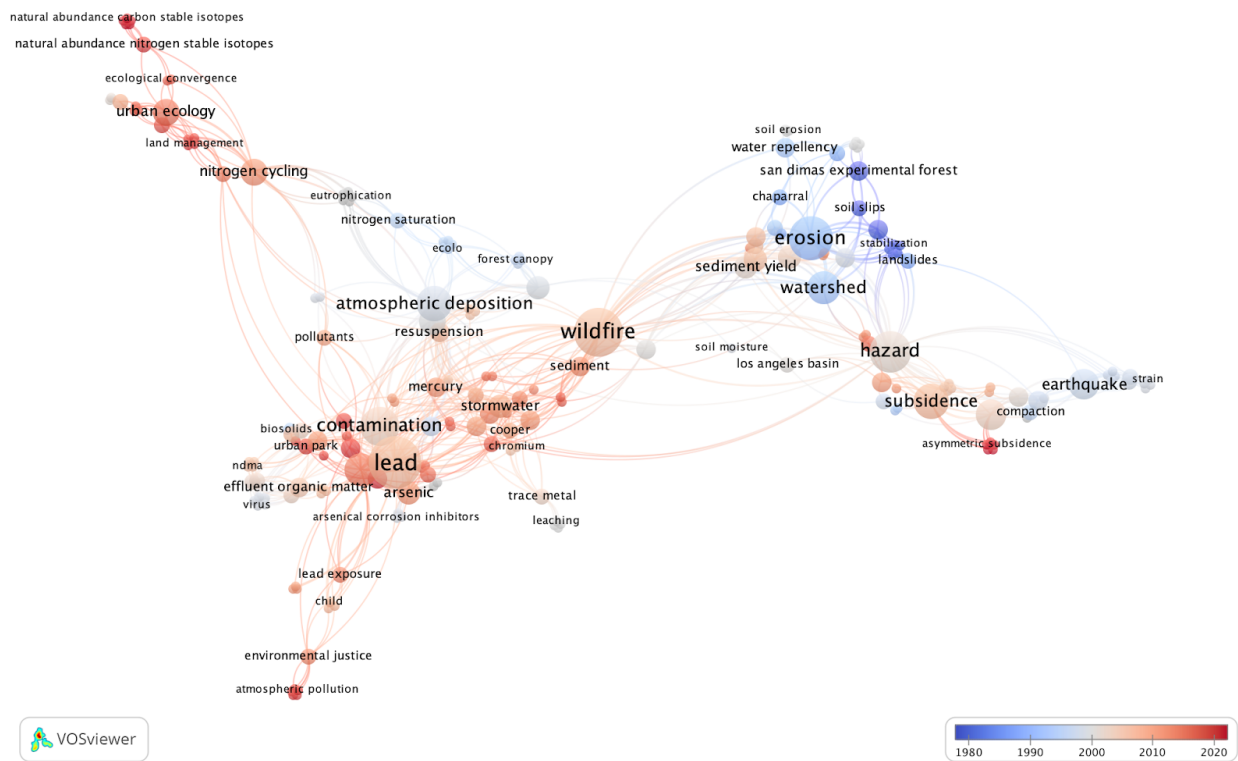 natural abundance carbon stable isotopes
natural abundance nitrogen stable isotopes
ecological convergence
urban ecology
land management
nitrogen cycling
eutrophication
nitrogen saturation
ecolo
forest canopy
atmospheric deposition
resuspension
pollutants
wildfire
sediment
mercury
stormwater
contamination
cooper
chromium
biosolids
urban park
lead
ndma
effluent organic matter
arsenic
virus
arsenical corrosion inhibitors
trace metal
leaching
lead exposure
child
environmental justice
atmospheric pollution
soil erosion
water repellency
san dimas experimental forest
chaparral
soil slips
erosion
stabilization
landslides
sediment yield
watershed
soil moisture
los angeles basin
hazard
earthquake
strain
subsidence
compaction
asymmetric subsidence
VOSviewer
1980 1990 2000 2010 2020